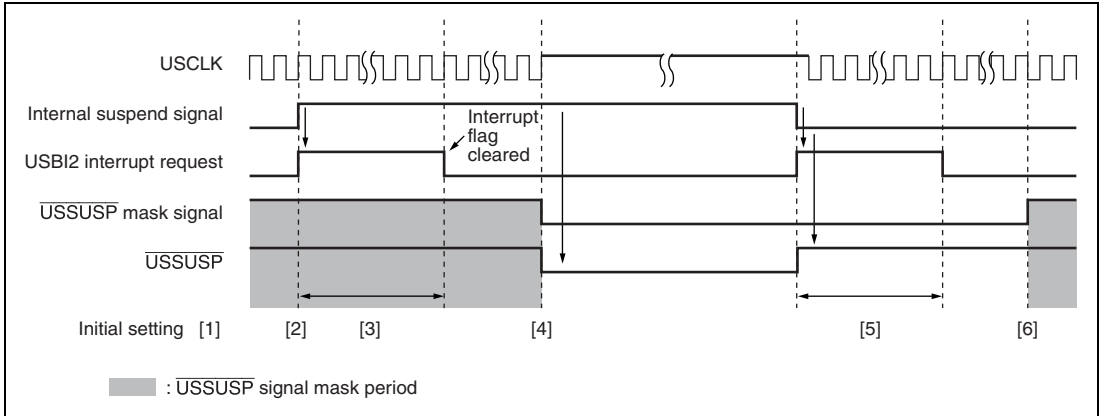 USCLK
Internal suspend signal
Interrupt
flag
cleared
USBI2 interrupt request
USSUSP mask signal
USSUSP
Initial setting [1] [2] [3] [4] [5] [6]
: USSUSP signal mask period